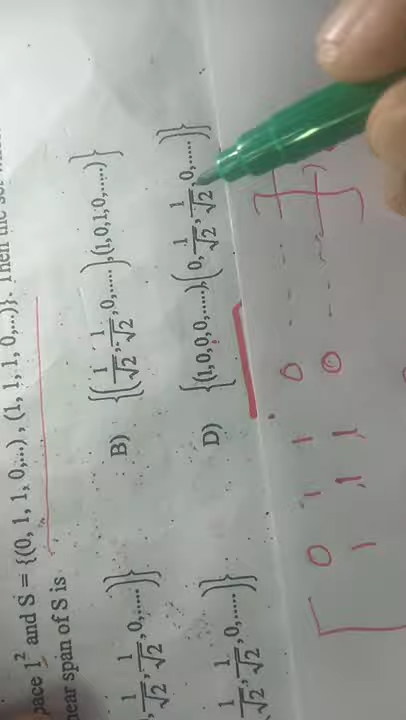 pace l² and S = {(0, 1, 1, 0,...) , (1, 1, 1, 0,...)}. Then the
near span of S is
, 1/√2, 1/√2, 0,.....)}
B) {(1/√2, 1/√2, 0,.....),(1,0,1,0,.....)}
1/√2, 1/√2, 0,.....)}
D) {(1,0,0,0,.....),(0, 1/√2, 1/√2, 0,.....)}
0 1 1 0 - - -
1 1 1 0 - - -